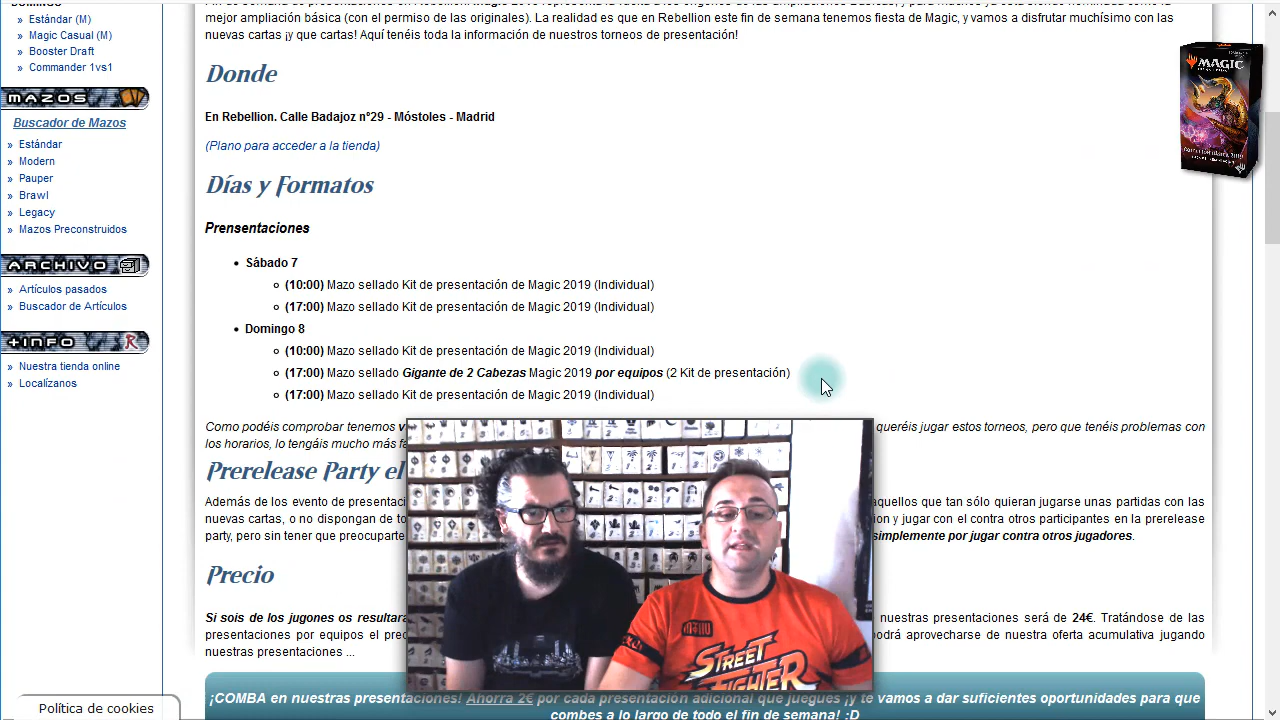 DOMINGO
» Estándar (M)
» Magic Casual (M)
» Booster Draft
» Commander 1vs1
MAZOS
Buscador de Mazos
» Estándar
» Modern
» Pauper
» Brawl
» Legacy
» Mazos Preconstruidos
ARCHIVO
» Artículos pasados
» Buscador de Artículos
+INFO R
» Nuestra tienda online
» Localízanos
Política de cookies
mejor ampliación básica (con el permiso de las originales). La realidad es que en Rebellion este fin de semana tenemos fiesta de Magic, y vamos a disfrutar muchísimo con las
nuevas cartas ¡y que cartas! Aquí tenéis toda la información de nuestros torneos de presentación!
Donde
En Rebellion. Calle Badajoz nº29 - Móstoles - Madrid
(Plano para acceder a la tienda)
Días y Formatos
Prensentaciones
• Sábado 7
(10:00) Mazo sellado Kit de presentación de Magic 2019 (Individual)
(17:00) Mazo sellado Kit de presentación de Magic 2019 (Individual)
• Domingo 8
(10:00) Mazo sellado Kit de presentación de Magic 2019 (Individual)
(17:00) Mazo sellado Gigante de 2 Cabezas Magic 2019 por equipos (2 Kit de presentación)
(17:00) Mazo sellado Kit de presentación de Magic 2019 (Individual)
Como podéis comprobar tenemos v queréis jugar estos torneos, pero que tenéis problemas con
los horarios, lo tengáis mucho más fá
Prerelease Party el
Además de los evento de presentaci aquellos que tan sólo quieran jugarse unas partidas con las
nuevas cartas, o no dispongan de to ion y jugar con el contra otros participantes en la prerelease
party, pero sin tener que preocuparte simplemente por jugar contra otros jugadores.
Precio
Si sois de los jugones os resultara nuestras presentaciones será de 24€. Tratándose de las
presentaciones por equipos el prec odrá aprovecharse de nuestra oferta acumulativa jugando
nuestras presentaciones ...
¡COMBA en nuestras presentaciones! Ahorra 2€ por cada presentación adicional que juegues ¡y te vamos a dar suficientes oportunidades para que
combes a lo largo de todo el fin de semana! :D
MAGIC
STREET
FIGHTER